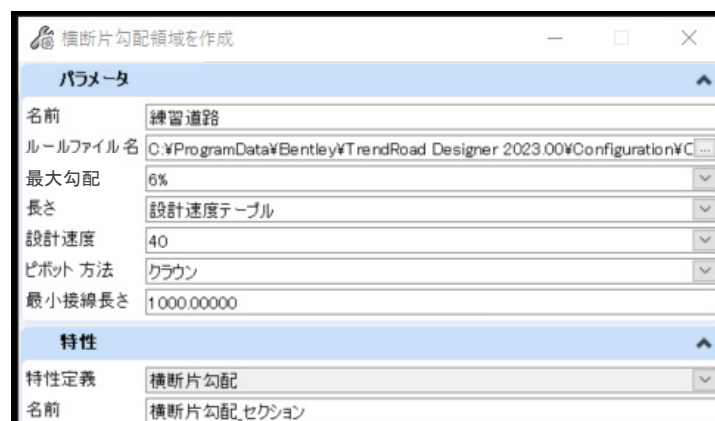 横断片勾配領域を作成
パラメータ
名前 練習道路
ルールファイル名 C:¥ProgramData¥Bentley¥TrendRoad Designer 2023.00¥Configuration¥C ...
最大勾配 6%
長さ 設計速度テーブル
設計速度 40
ピボット 方法 クラウン
最小接線長さ 1000.00000
特性
特性定義 横断片勾配
名前 横断片勾配_セクション